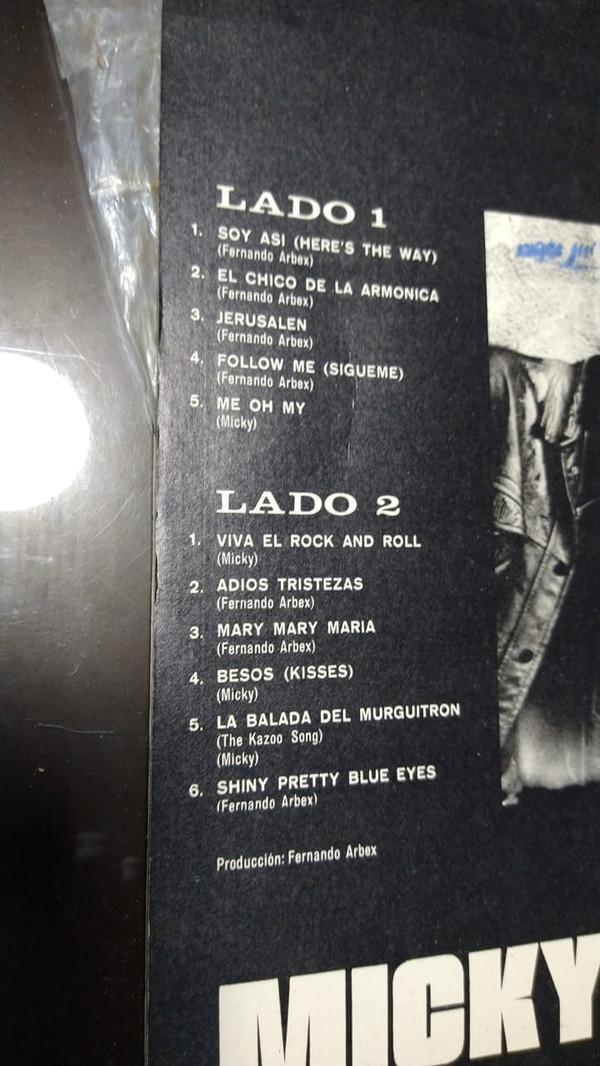 LADO 1
1. SOY ASI (HERE'S THE WAY)
(Fernando Arbex)
2. EL CHICO DE LA ARMONICA
(Fernando Arbex)
3. JERUSALEN
(Fernando Arbex)
4. FOLLOW ME (SIGUEME)
(Fernando Arbex)
5. ME OH MY
(Micky)
LADO 2
1. VIVA EL ROCK AND ROLL
(Micky)
2. ADIOS TRISTEZAS
(Fernando Arbex)
3. MARY MARY MARIA
(Fernando Arbex)
4. BESOS (KISSES)
(Micky)
5. LA BALADA DEL MURGUITRON
(The Kazoo Song)
(Micky)
6. SHINY PRETTY BLUE EYES
(Fernando Arbex)
Producción: Fernando Arbex
MICKY